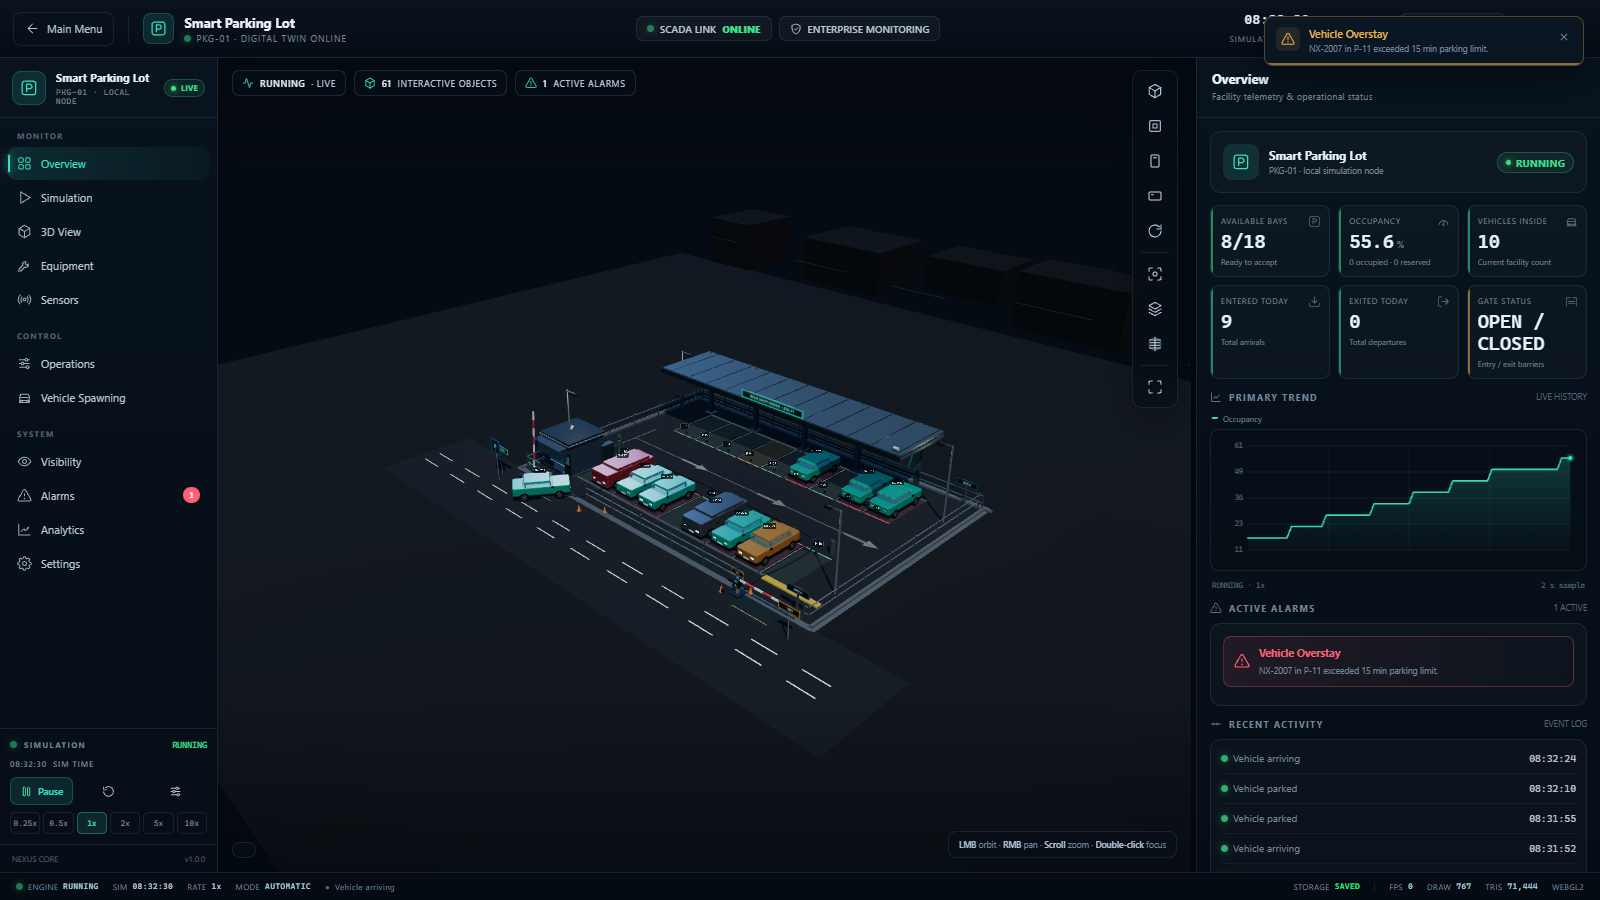 Main Menu
Smart Parking Lot
PKG-01 · DIGITAL TWIN ONLINE
SCADA LINK ONLINE
ENTERPRISE MONITORING
Vehicle Overstay
NX-2007 in P-11 exceeded 15 min parking limit.
Smart Parking Lot
PKG-01 · LOCAL NODE
LIVE
MONITOR
Overview
Simulation
3D View
Equipment
Sensors
CONTROL
Operations
Vehicle Spawning
SYSTEM
Visibility
Alarms
1
Analytics
Settings
SIMULATION
RUNNING
08:32:30 SIM TIME
Pause
0.25x 0.5x 1x 2x 5x 10x
NEXUS CORE
v1.0.0
RUNNING · LIVE
61 INTERACTIVE OBJECTS
1 ACTIVE ALARMS
LMB orbit · RMB pan · Scroll zoom · Double-click focus
Overview
Facility telemetry & operational status
Smart Parking Lot
PKG-01 · local simulation node
RUNNING
AVAILABLE BAYS
8/18
Ready to accept
OCCUPANCY
55.6 %
0 occupied · 0 reserved
VEHICLES INSIDE
10
Current facility count
ENTERED TODAY
9
Total arrivals
EXITED TODAY
0
Total departures
GATE STATUS
OPEN /
CLOSED
Entry / exit barriers
PRIMARY TREND
LIVE HISTORY
Occupancy
61
49
36
23
11
RUNNING · 1x
2 s sample
ACTIVE ALARMS
1 ACTIVE
Vehicle Overstay
NX-2007 in P-11 exceeded 15 min parking limit.
RECENT ACTIVITY
EVENT LOG
Vehicle arriving 08:32:24
Vehicle parked 08:32:10
Vehicle parked 08:31:55
Vehicle arriving 08:31:52
ENGINE RUNNING SIM 08:32:30 RATE 1x MODE AUTOMATIC Vehicle arriving
STORAGE SAVED FPS 0 DRAW 767 TRIS 71,444 WEBGL2